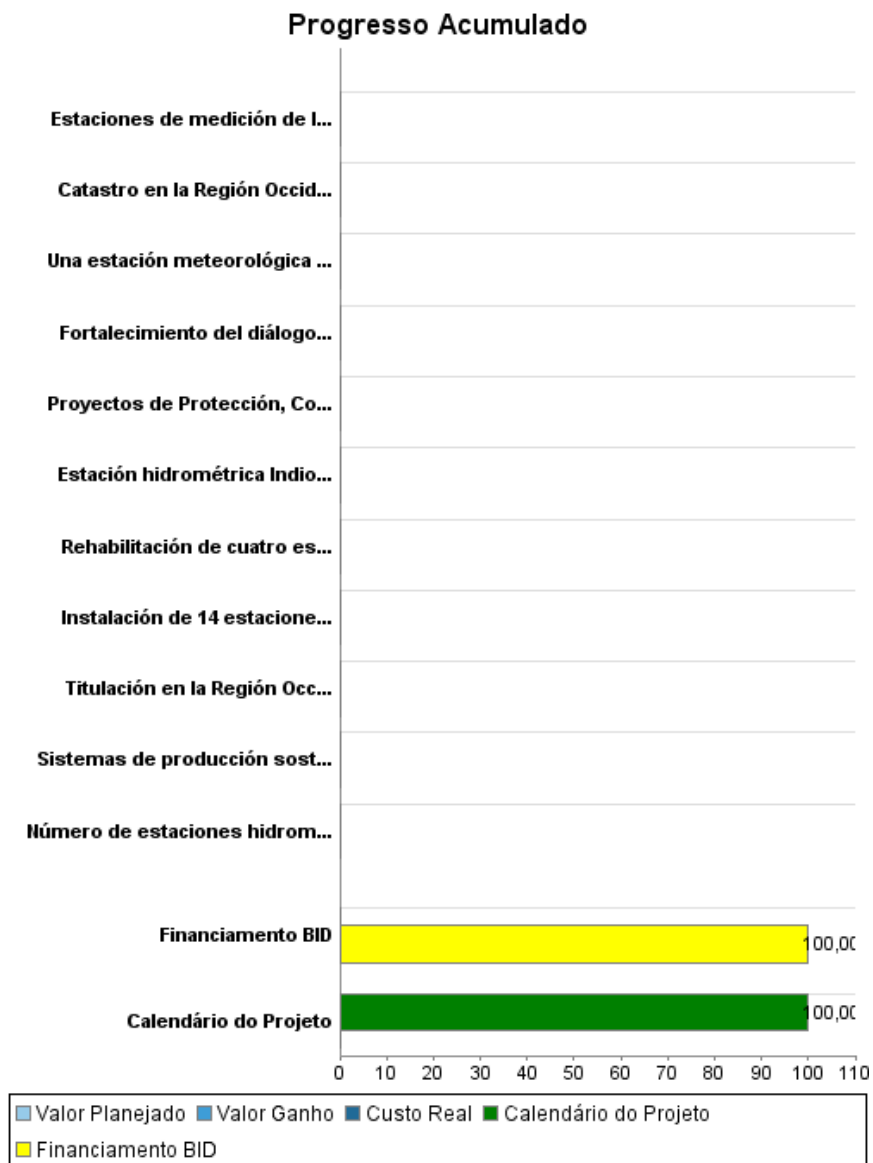 Progresso Acumulado
Estaciones de medición de l...
Catastro en la Región Occid...
Una estación meteorológica ...
Fortalecimiento del diálogo...
Proyectos de Protección, Co...
Estación hidrométrica Indio...
Rehabilitación de cuatro es...
Instalación de 14 estacione...
Titulación en la Región Occ...
Sistemas de producción sost...
Número de estaciones hidrom...
Financiamento BID
100,00
Calendário do Projeto
100,00
0 10 20 30 40 50 60 70 80 90 100 110
Valor Planejado Valor Ganho Custo Real Calendário do Projeto
Financiamento BID